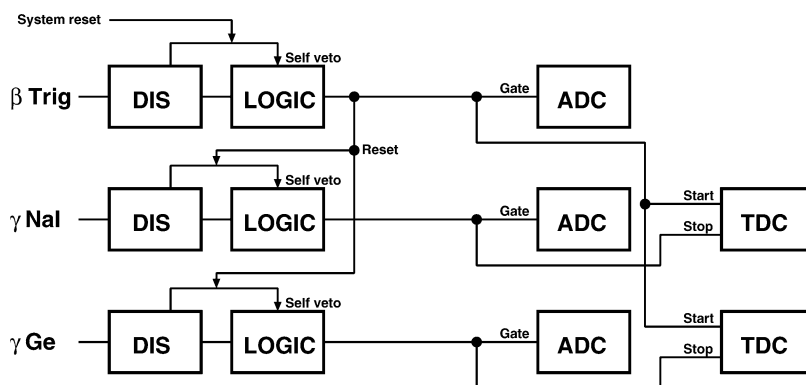 System reset
Self veto
β Trig
DIS
LOGIC
Gate
ADC
Reset
Self veto
γ NaI
DIS
LOGIC
Gate
ADC
Start
Stop
TDC
Self veto
γ Ge
DIS
LOGIC
Gate
ADC
Start
Stop
TDC